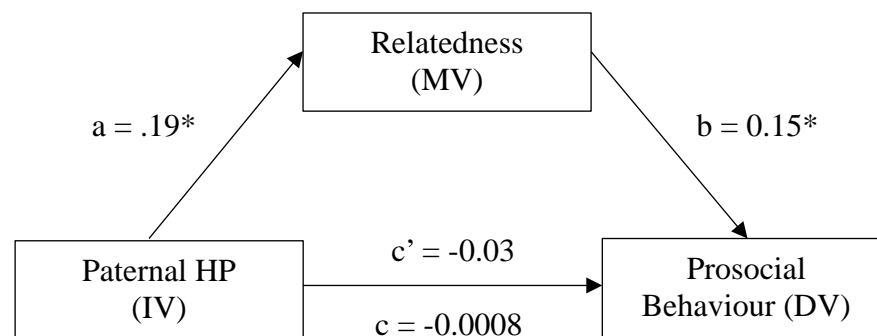 Relatedness
(MV)
a = .19*
b = 0.15*
Paternal HP
(IV)
c’ = -0.03
c = -0.0008
Prosocial
Behaviour (DV)